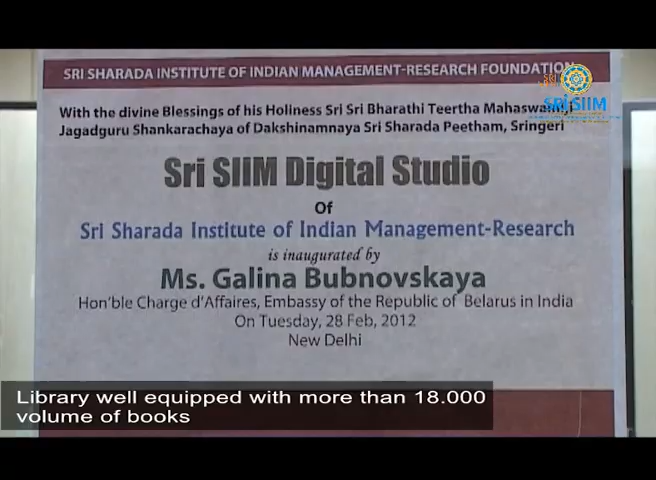 SRI SHARADA INSTITUTE OF INDIAN MANAGEMENT-RESEARCH FOUNDATION
SRI SIIM
With the divine Blessings of his Holiness Sri Sri Bharathi Teertha Mahaswamiji
Jagadguru Shankarachaya of Dakshinamnaya Sri Sharada Peetham, Sringeri
Sri SIIM Digital Studio
Of
Sri Sharada Institute of Indian Management-Research
is inaugurated by
Ms. Galina Bubnovskaya
Hon'ble Charge d'Affaires, Embassy of the Republic of Belarus in India
On Tuesday, 28 Feb, 2012
New Delhi
Library well equipped with more than 18.000
volume of books